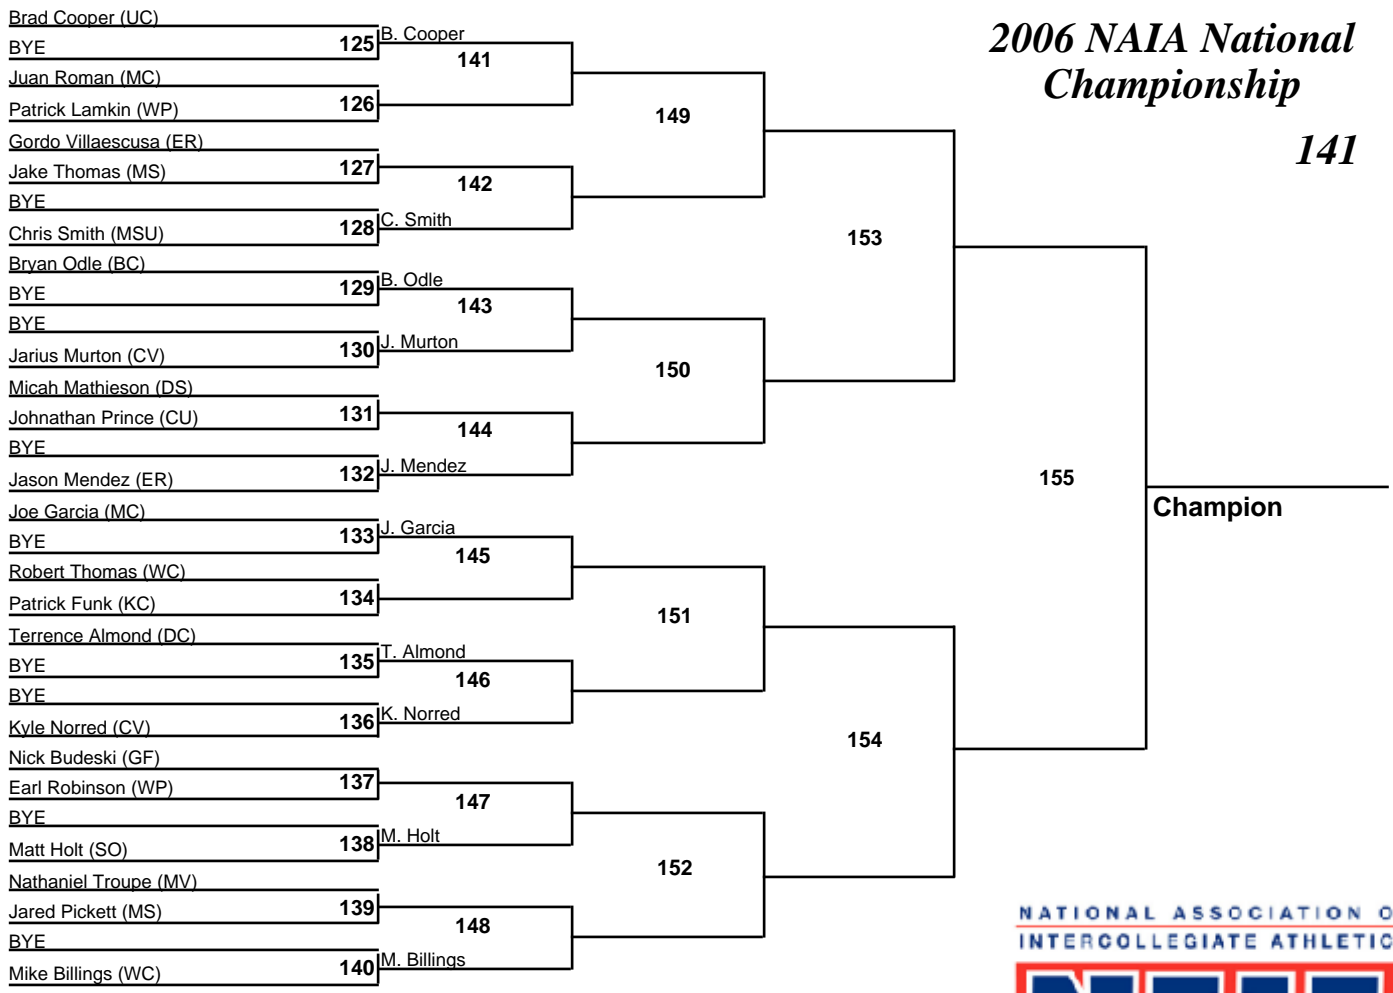 2006 NAIA National
Championship
141
Brad Cooper (UC)
BYE
125
B. Cooper
141
Juan Roman (MC)
Patrick Lamkin (WP)
126
149
Gordo Villaescusa (ER)
Jake Thomas (MS)
127
142
BYE
Chris Smith (MSU)
128
C. Smith
153
Bryan Odle (BC)
BYE
129
B. Odle
143
BYE
Jarius Murton (CV)
130
J. Murton
150
Micah Mathieson (DS)
Johnathan Prince (CU)
131
144
BYE
Jason Mendez (ER)
132
J. Mendez
155
Champion
Joe Garcia (MC)
BYE
133
J. Garcia
145
Robert Thomas (WC)
Patrick Funk (KC)
134
151
Terrence Almond (DC)
BYE
135
T. Almond
146
BYE
Kyle Norred (CV)
136
K. Norred
154
Nick Budeski (GF)
Earl Robinson (WP)
137
147
BYE
Matt Holt (SO)
138
M. Holt
152
Nathaniel Troupe (MV)
Jared Pickett (MS)
139
148
BYE
Mike Billings (WC)
140
M. Billings
NATIONAL ASSOCIATION O
INTERCOLLEGIATE ATHLETIC